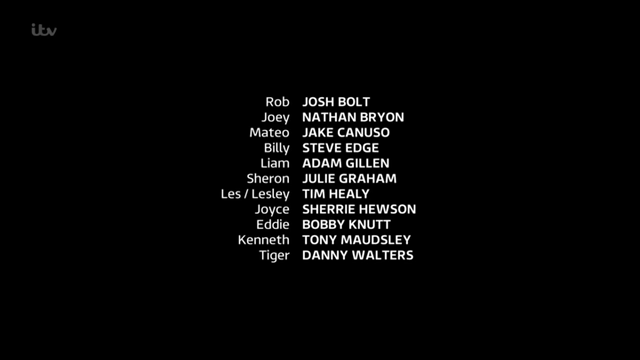 itv
Rob JOSH BOLT
Joey NATHAN BRYON
Mateo JAKE CANUSO
Billy STEVE EDGE
Liam ADAM GILLEN
Sheron JULIE GRAHAM
Les / Lesley TIM HEALY
Joyce SHERRIE HEWSON
Eddie BOBBY KNUTT
Kenneth TONY MAUDSLEY
Tiger DANNY WALTERS